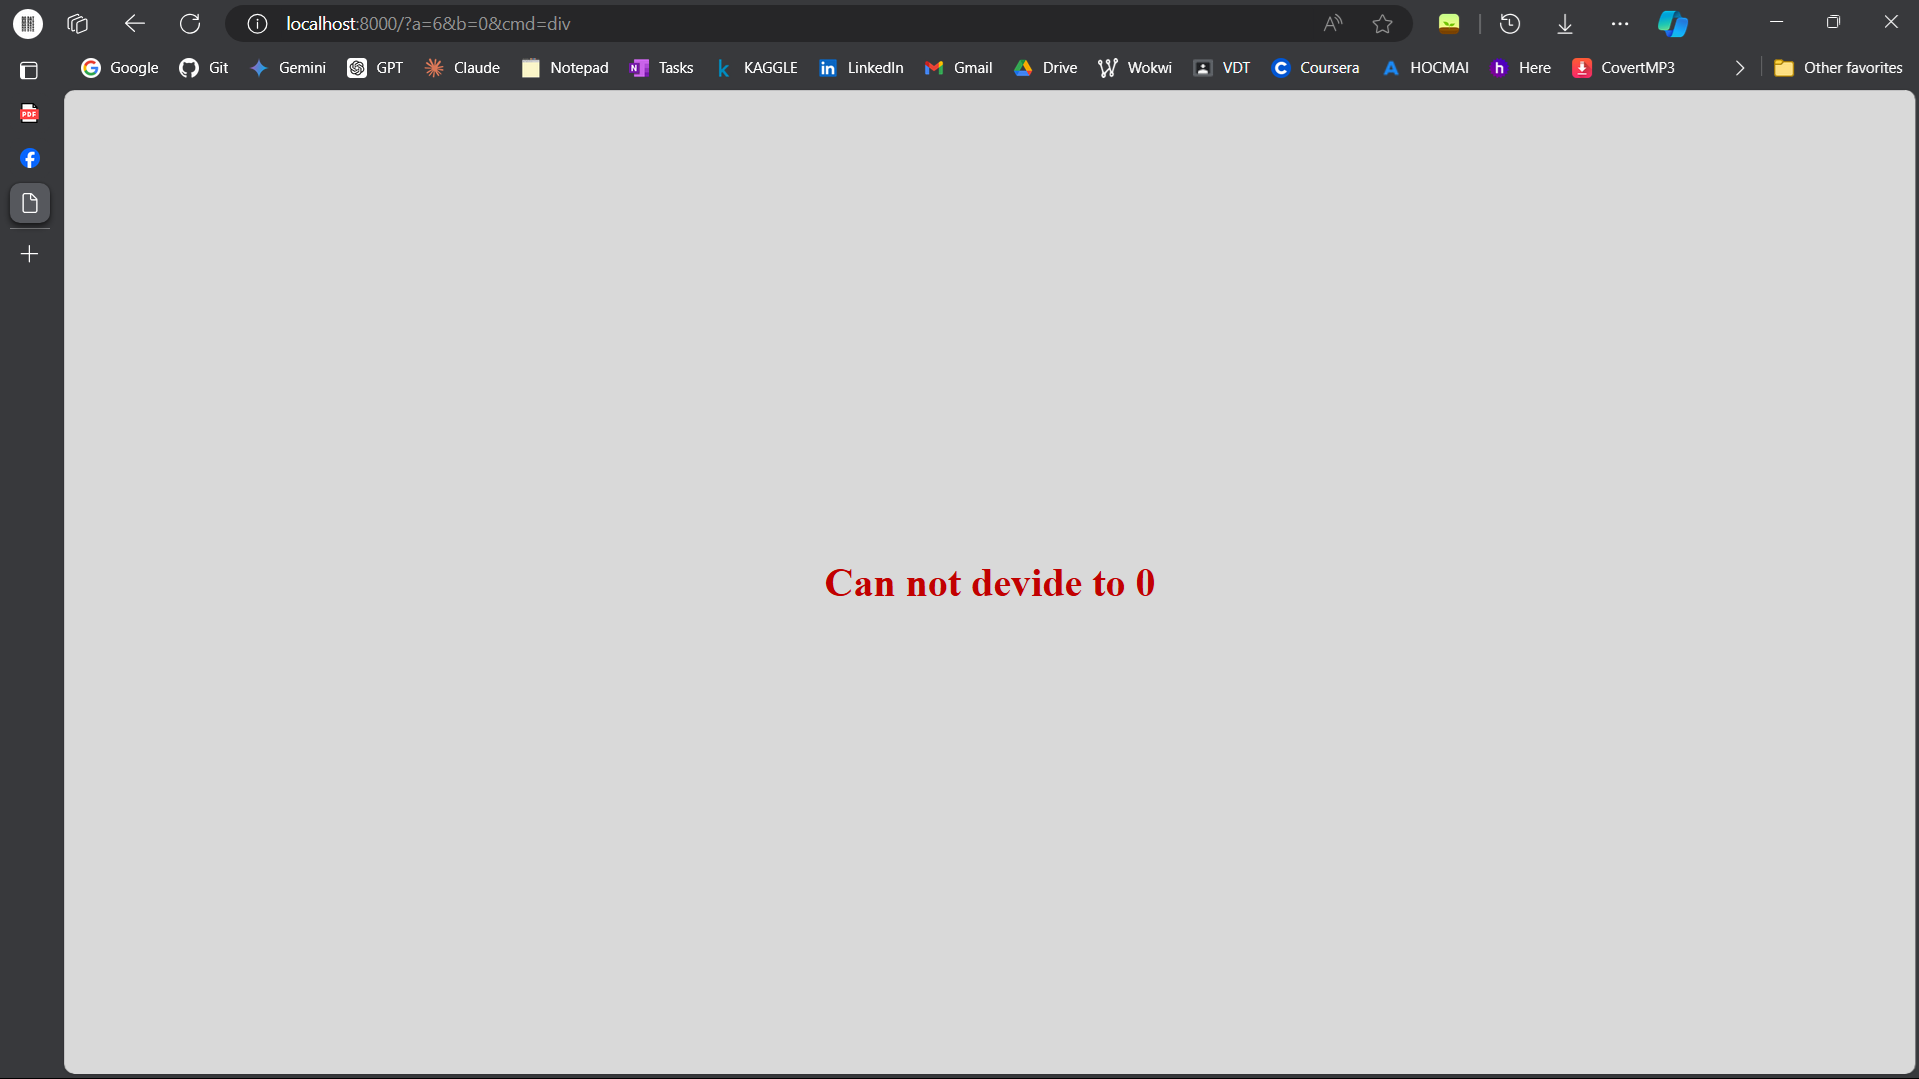 localhost:8000/?a=6&b=0&cmd=div
Google Git Gemini GPT Claude Notepad Tasks KAGGLE LinkedIn Gmail Drive Wokwi VDT Coursera HOCMAI Here CovertMP3 Other favorites
PDF
Can not devide to 0